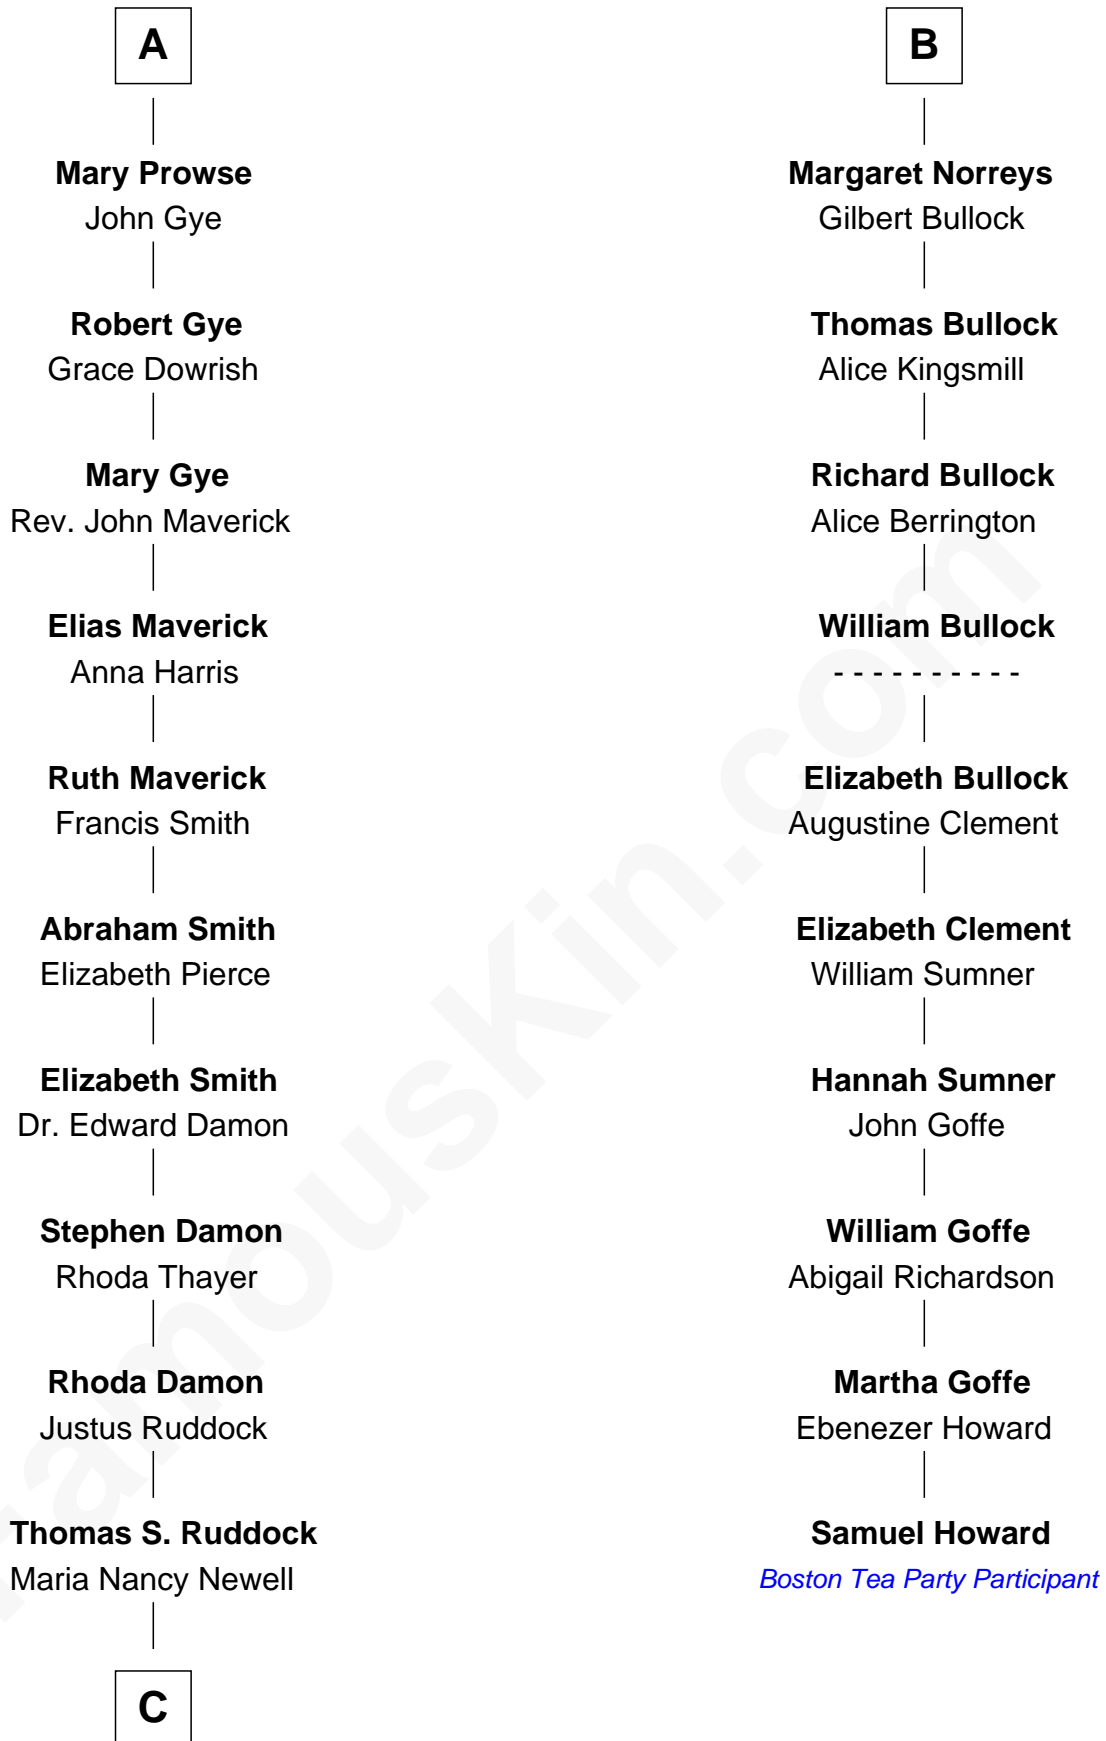 A
Mary Prowse
John Gye
Robert Gye
Grace Dowrish
Mary Gye
Rev. John Maverick
Elias Maverick
Anna Harris
Ruth Maverick
Francis Smith
Abraham Smith
Elizabeth Pierce
Elizabeth Smith
Dr. Edward Damon
Stephen Damon
Rhoda Thayer
Rhoda Damon
Justus Ruddock
Thomas S. Ruddock
Maria Nancy Newell
C
B
Margaret Norreys
Gilbert Bullock
Thomas Bullock
Alice Kingsmill
Richard Bullock
Alice Berrington
William Bullock
- - - - - - - - - -
Elizabeth Bullock
Augustine Clement
Elizabeth Clement
William Sumner
Hannah Sumner
John Goffe
William Goffe
Abigail Richardson
Martha Goffe
Ebenezer Howard
Samuel Howard
Boston Tea Party Participant
FamousKin.com